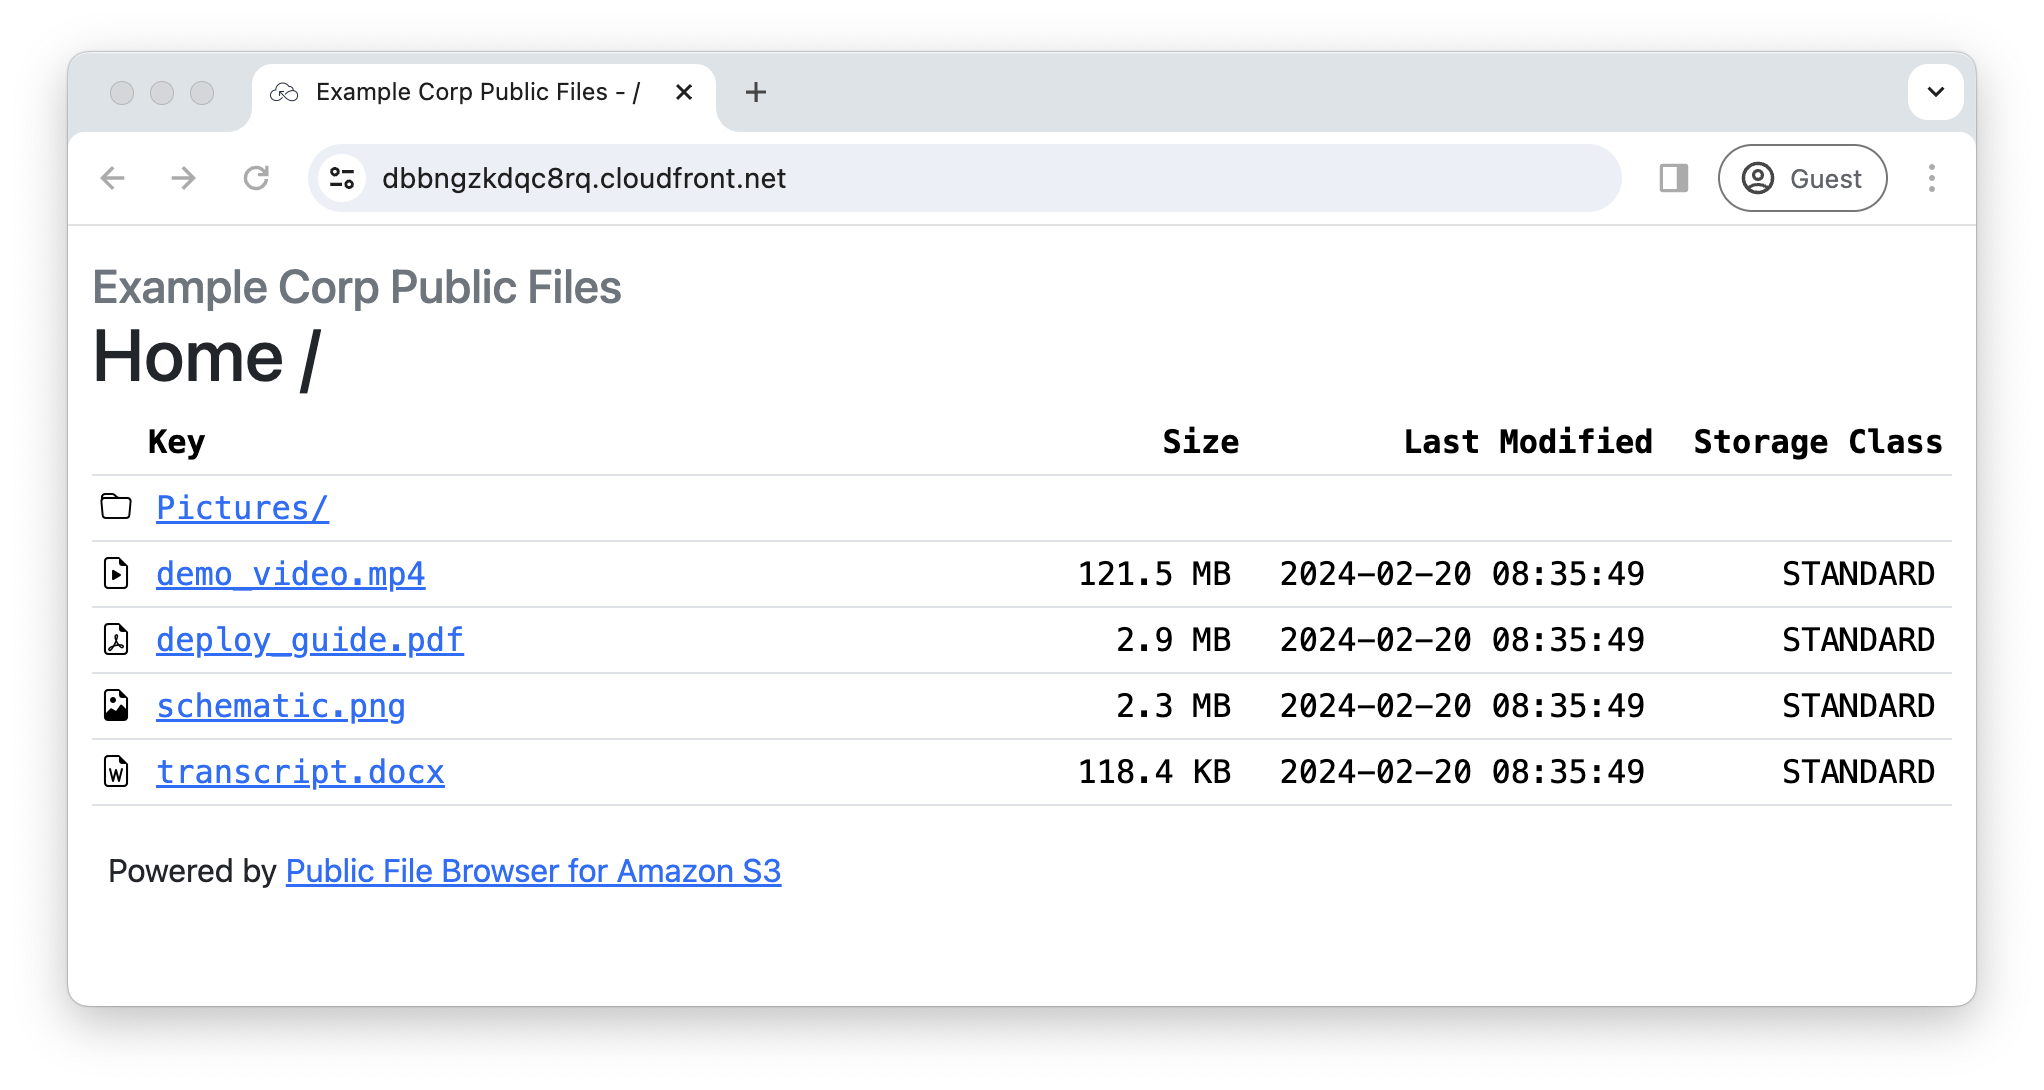 Example Corp Public Files - /
dbbngzkdqc8rq.cloudfront.net
Guest
Example Corp Public Files
Home /
Key Size Last Modified Storage Class
Pictures/
demo_video.mp4 121.5 MB 2024-02-20 08:35:49 STANDARD
deploy_guide.pdf 2.9 MB 2024-02-20 08:35:49 STANDARD
schematic.png 2.3 MB 2024-02-20 08:35:49 STANDARD
transcript.docx 118.4 KB 2024-02-20 08:35:49 STANDARD
Powered by Public File Browser for Amazon S3